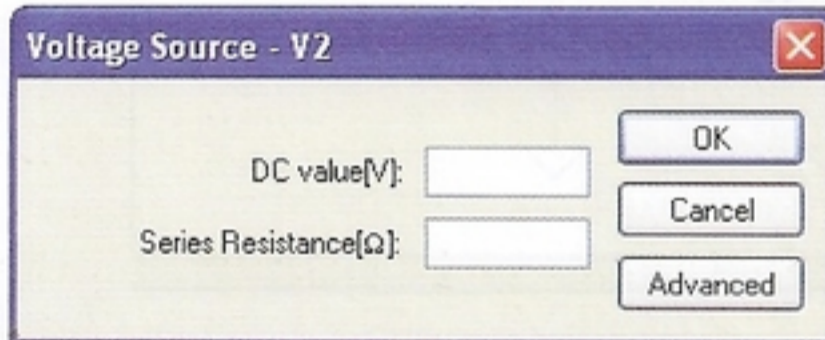 Voltage Source - V2
DC value[V]:
Series Resistance[Ω]:
OK
Cancel
Advanced